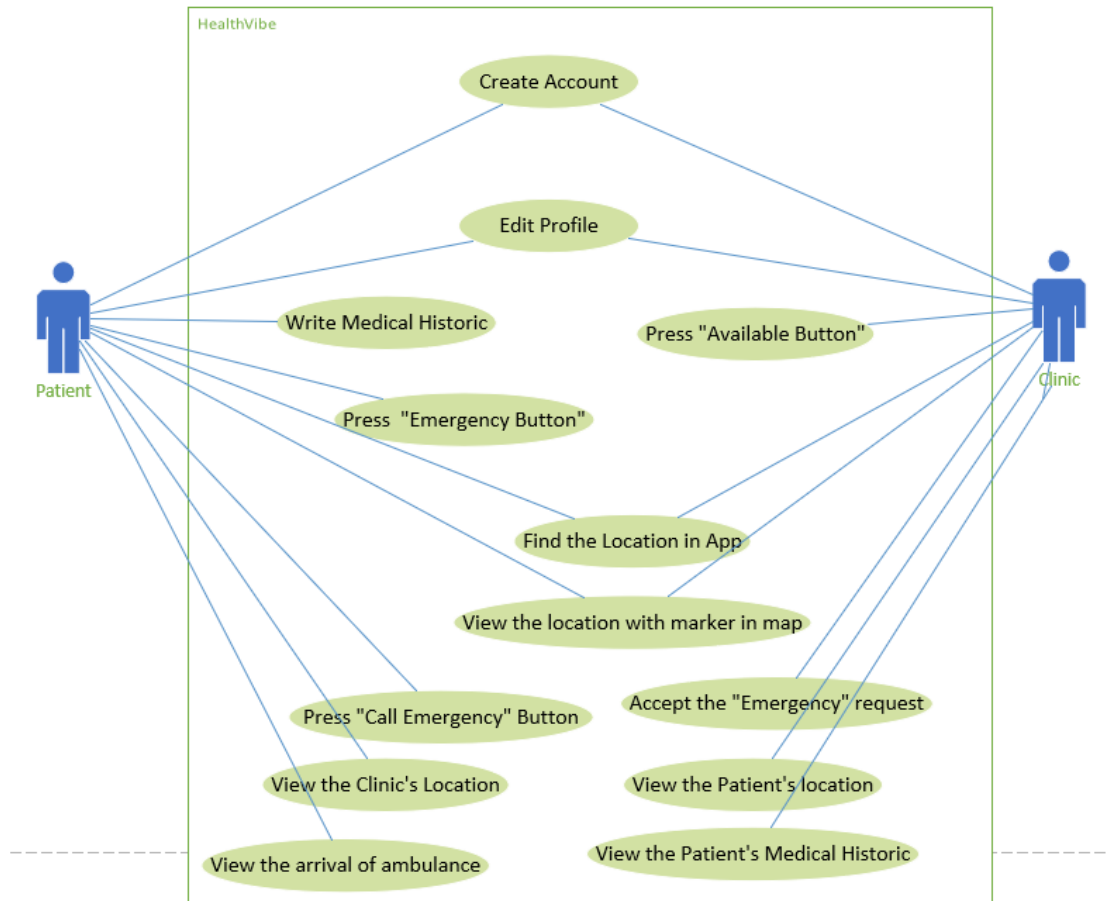 HealthVibe
Create Account
Edit Profile
Write Medical Historic
Press "Available Button"
Patient
Clinic
Press "Emergency Button"
Find the Location in App
View the location with marker in map
Accept the "Emergency" request
Press "Call Emergency" Button
View the Clinic's Location
View the Patient's location
View the arrival of ambulance
View the Patient's Medical Historic